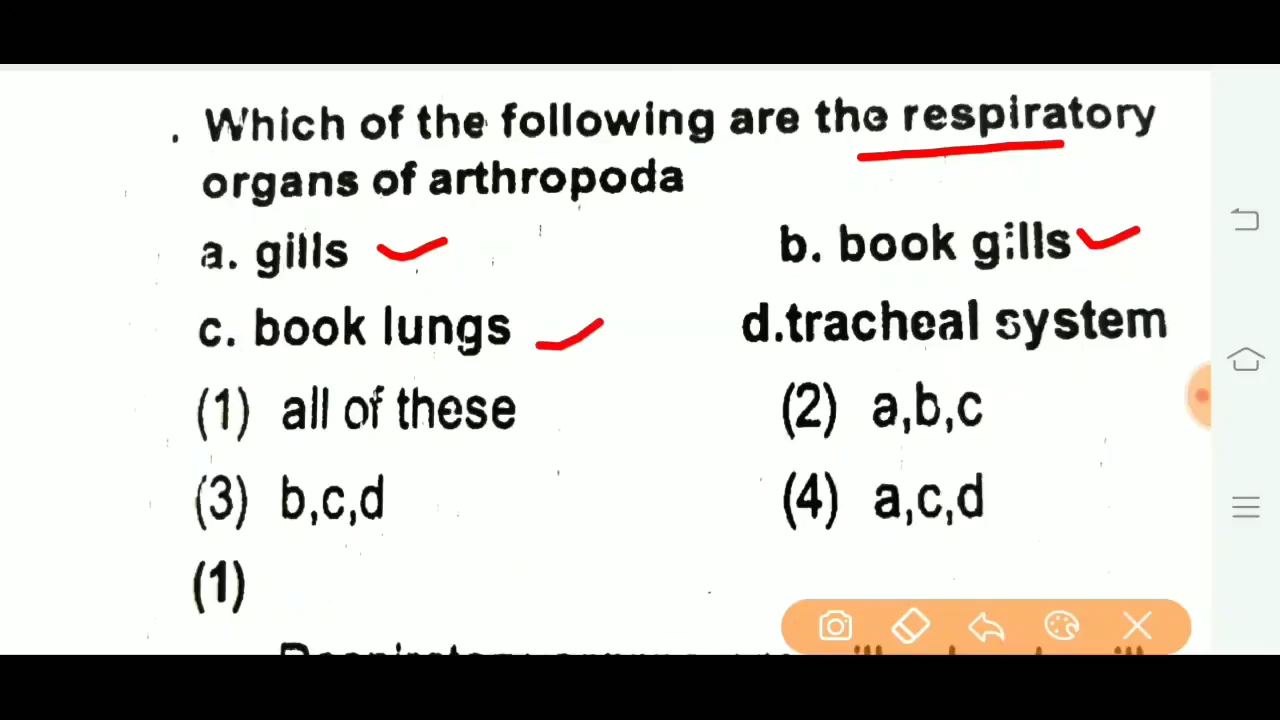 . Which of the following are the respiratory
organs of arthropoda
a. gills b. book gills
c. book lungs d.tracheal system
(1) all of these (2) a,b,c
(3) b,c,d (4) a,c,d
(1)